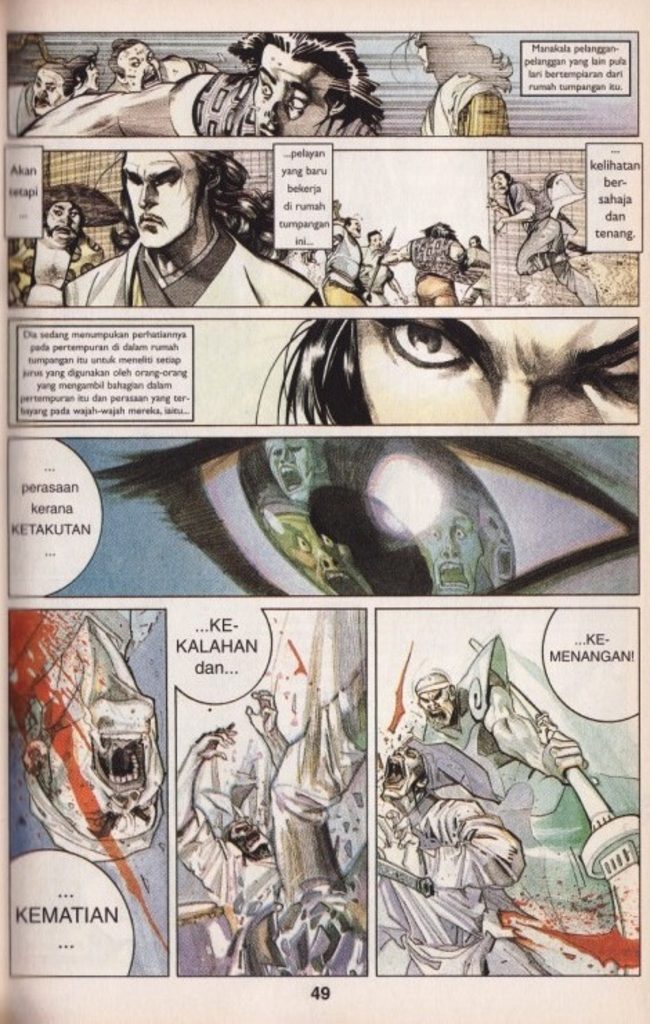 Manakala pelanggan-
pelanggan yang lain pula
lari bertempiaran dari
rumah tumpangan itu.
Akan
tetapi
...
...pelayan
yang baru
bekerja
di rumah
tumpangan
ini...
...
kelihatan
ber-
sahaja
dan
tenang.
Dia sedang menumpukan perhatiannya
pada pertempuran di dalam rumah
tumpangan itu untuk meneliti setiap
jurus yang digunakan oleh orang-orang
yang mengambil bahagian dalam
pertempuran itu dan perasaan yang ter-
bayang pada wajah-wajah mereka, iaitu...
...
perasaan
kerana
KETAKUTAN
...
...
KEMATIAN
...
...KE-
KALAHAN
dan...
...KE-
MENANGAN!
49